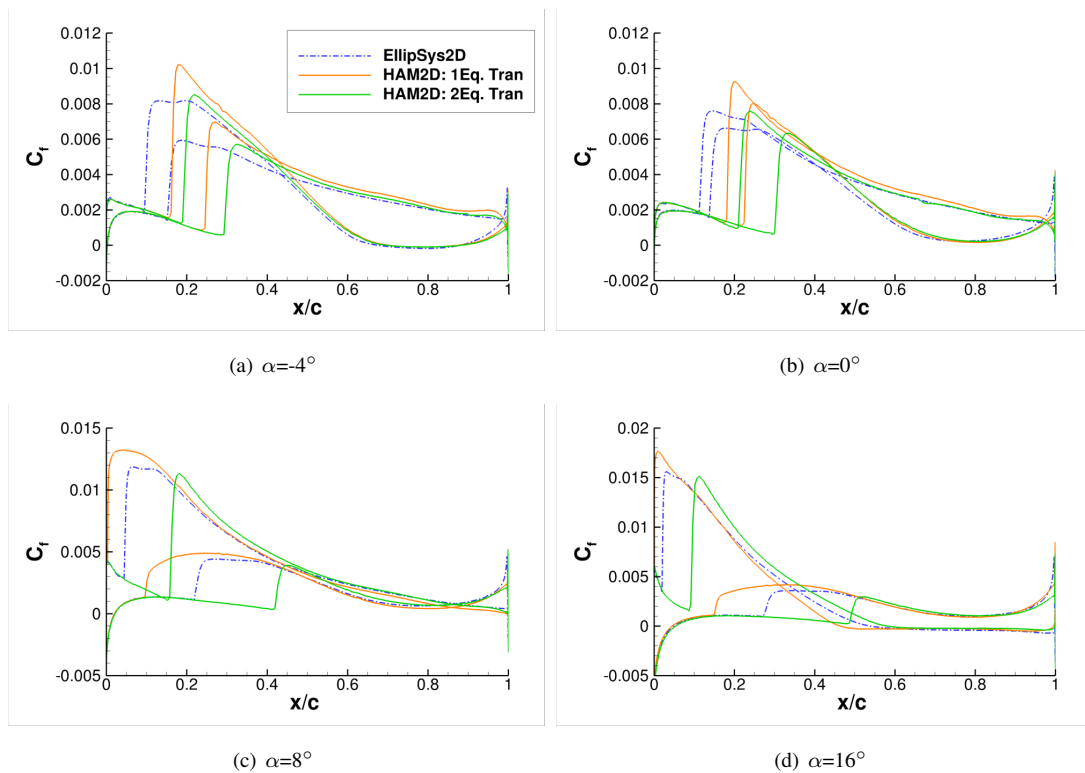 0.012
0.01
0.008
0.006
0.004
0.002
0
-0.002
C_f
0 0.2 0.4 0.6 0.8 1
x/c
EllipSys2D
HAM2D: 1Eq. Tran
HAM2D: 2Eq. Tran
(a) α=-4°
0.012
0.01
0.008
0.006
0.004
0.002
0
-0.002
C_f
0 0.2 0.4 0.6 0.8 1
x/c
(b) α=0°
0.015
0.01
0.005
0
-0.005
C_f
0 0.2 0.4 0.6 0.8 1
x/c
(c) α=8°
0.02
0.015
0.01
0.005
0
-0.005
C_f
0 0.2 0.4 0.6 0.8 1
x/c
(d) α=16°